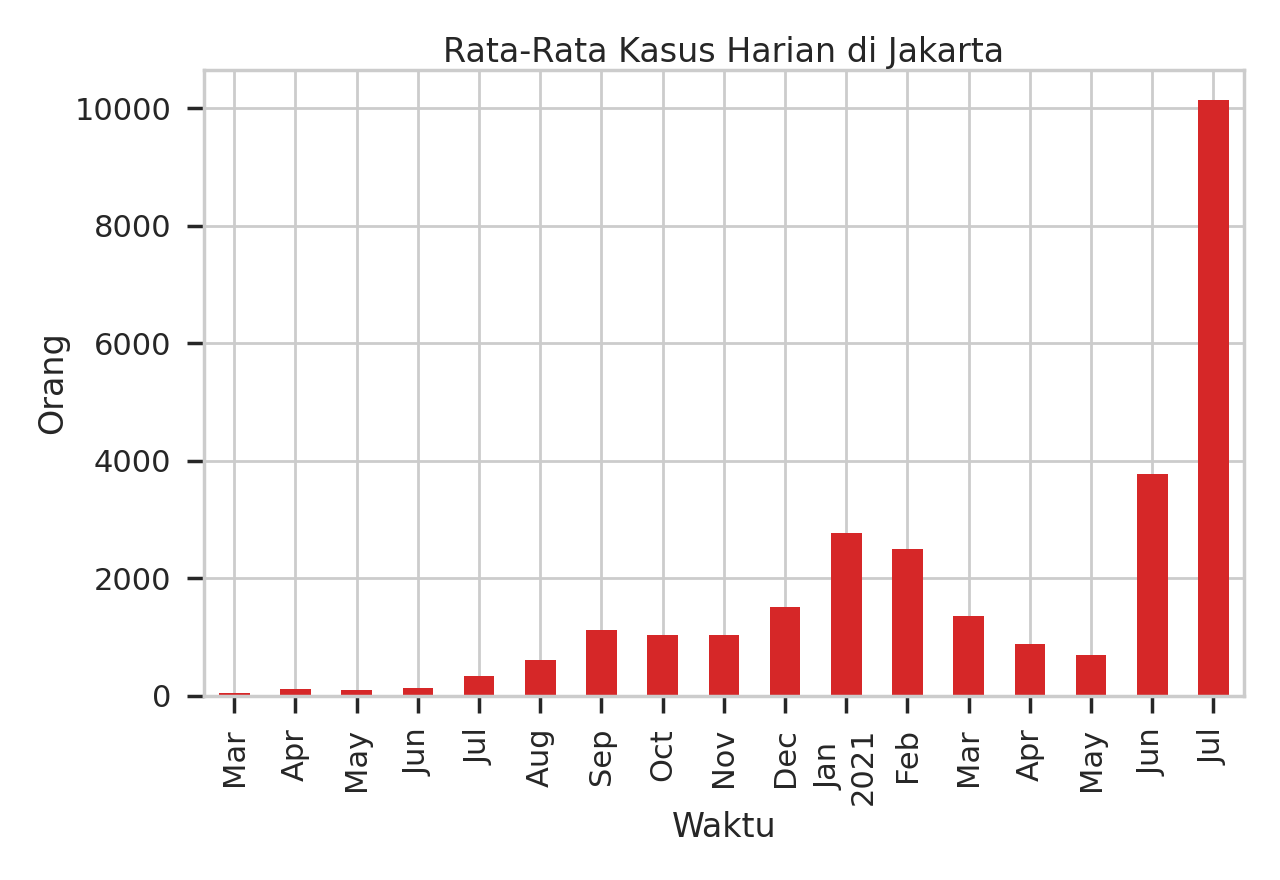 Rata-Rata Kasus Harian di Jakarta
10000
8000
6000
4000
2000
0
Orang
Mar
Apr
May
Jun
Jul
Aug
Sep
Oct
Nov
Dec
Jan
2021
Feb
Mar
Apr
May
Jun
Jul
Waktu